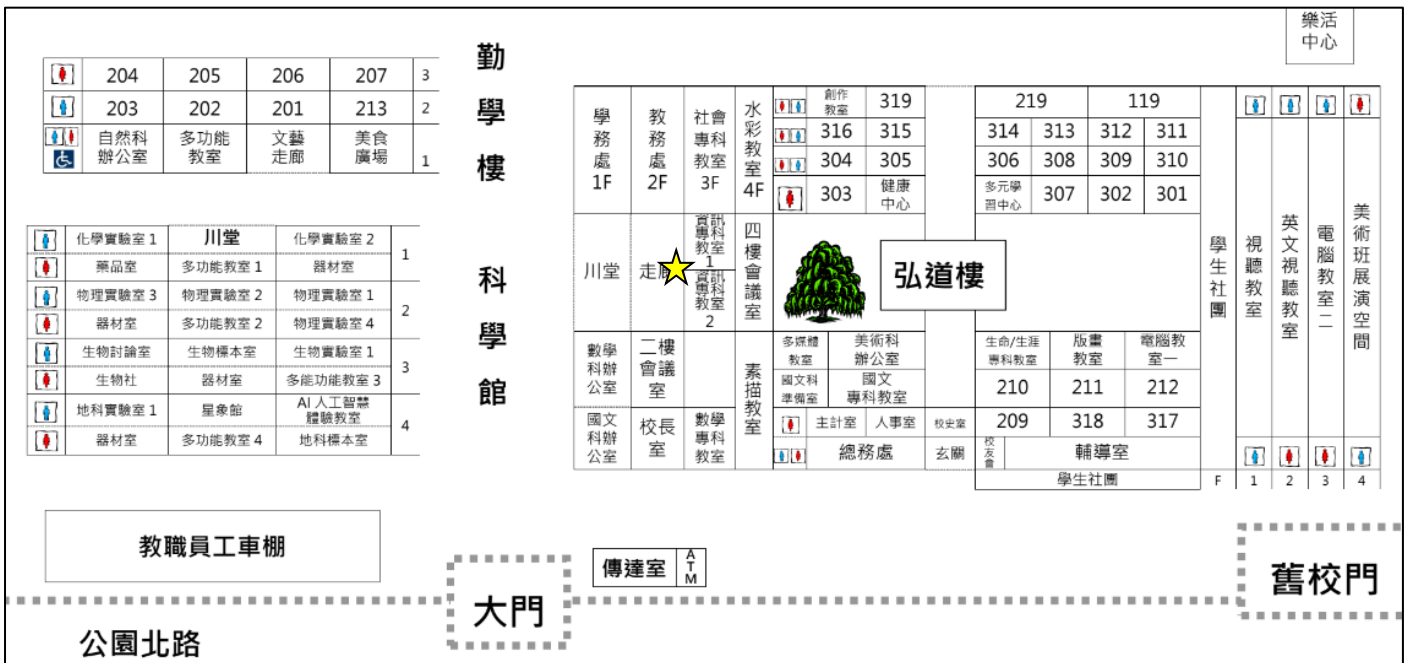 樂活
中心
勤學樓
204 205 206 207 3
203 202 201 213 2
自然科辦公室 多功能教室 文藝走廊 美食廣場 1
科學館
化學實驗室1 川堂 化學實驗室2 1
藥品室 多功能教室1 器材室
物理實驗室3 物理實驗室2 物理實驗室1 2
器材室 多功能教室2 物理實驗室4
生物討論室 生物標本室 生物實驗室1 3
生物社 器材室 多能功能教室3
地科實驗室1 星象館 AI人工智慧體驗教室 4
器材室 多功能教室4 地科標本室
學務處1F 教務處2F 社會專科教室3F 水彩教室4F
川堂 走廊 資訊專科教室1 資訊專科教室2 四樓會議室
數學科辦公室 二樓會議室 素描教室
國文科辦公室 校長室 數學專科教室
創作教室 319
316 315
304 305
303 健康中心
弘道樓
219 119
314 313 312 311
306 308 309 310
多元學習中心 307 302 301
多媒體教室 美術科辦公室 生命/生涯專科教室 版畫教室 電腦教室一
國文科準備室 國文專科教室 210 211 212
主計室 人事室 校史室 209 318 317
總務處 玄關 校友會 輔導室
學生社團
學生社團 視聽教室 英文視聽教室 電腦教室二 美術班展演空間
F 1 2 3 4
教職員工車棚
傳達室 ATM
大門
舊校門
公園北路